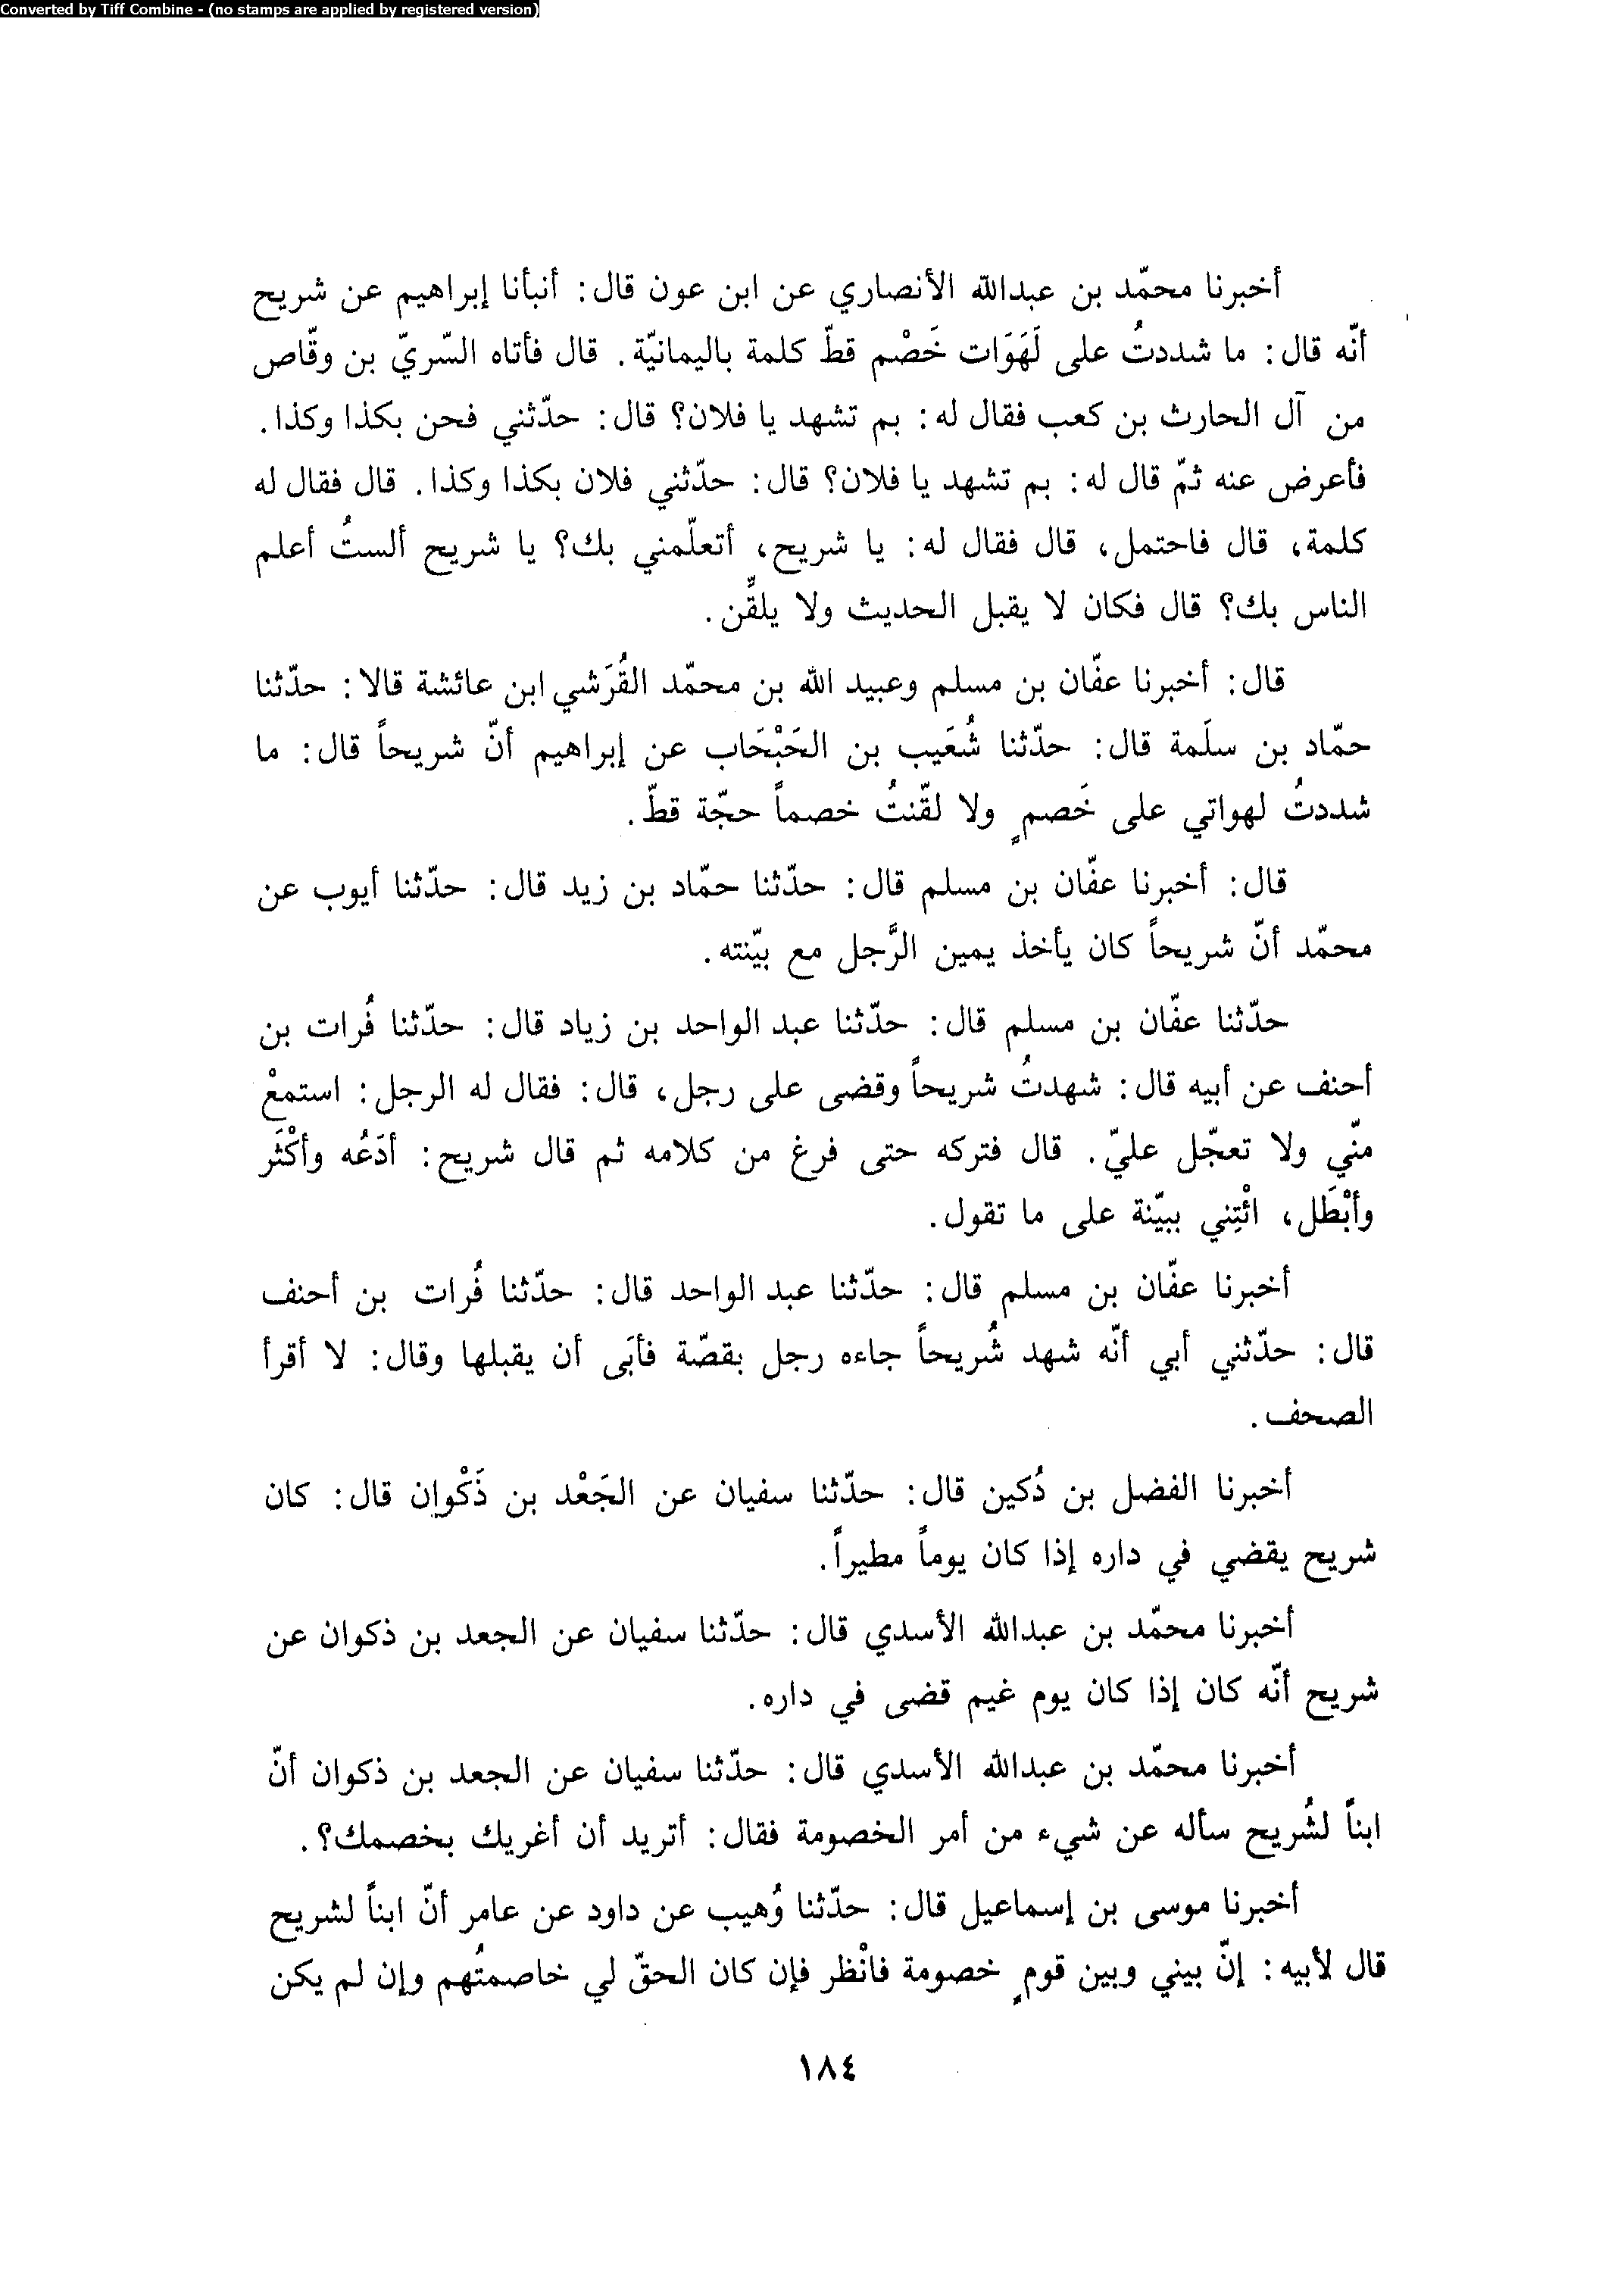 Converted by Tiff Combine - (no stamps are applied by registered version)
أخبرنا محمّد بن عبدالله الأنصاري عن ابن عون قال: أنبأنا إبراهيم عن شريح
أنّه قال: ما شددتُ على لَهَوَات خَصْم قطّ كلمة باليمانيّة. قال فأتاه السّريّ بن وقّاص
من آل الحارث بن كعب فقال له: بم تشهد يا فلان؟ قال: حدّثني فحن بكذا وكذا.
فأعرض عنه ثمّ قال له: بم تشهد يا فلان؟ قال: حدّثني فلان بكذا وكذا. قال فقال له
كلمة، قال فاحتمل، قال فقال له: يا شريح، أتعلّمني بك؟ يا شريح ألستُ أعلم
الناس بك؟ قال فكان لا يقبل الحديث ولا يلقِّن.
قال: أخبرنا عفّان بن مسلم وعبيد الله بن محمّد القُرَشي ابن عائشة قالا: حدّثنا
حمّاد بن سلَمة قال: حدّثنا شُعَيب بن الحَبْحَاب عن إبراهيم أنّ شريحاً قال: ما
شددتُ لهواتي على خَصمٍ ولا لقّنتُ خصماً حجّة قطّ.
قال: أخبرنا عفّان بن مسلم قال: حدّثنا حمّاد بن زيد قال: حدّثنا أيوب عن
محمّد أنّ شريحاً كان يأخذ يمين الرَّجل مع بيّنته.
حدّثنا عفّان بن مسلم قال: حدّثنا عبد الواحد بن زياد قال: حدّثنا فُرات بن
أحنف عن أبيه قال: شهدتُ شريحاً وقضى على رجل، قال: فقال له الرجل: استمعْ
منّي ولا تعجّل عليّ. قال فتركه حتى فرغ من كلامه ثم قال شريح: أدَعُه وأكْثَر
وأبْطَل، ائْتِني ببيّنة على ما تقول.
أخبرنا عفّان بن مسلم قال: حدّثنا عبد الواحد قال: حدّثنا فُرات بن أحنف
قال: حدّثني أبي أنّه شهد شُريحاً جاءه رجل بقصّة فأبَى أن يقبلها وقال: لا أقرأ
الصحف.
أخبرنا الفضل بن دُكين قال: حدّثنا سفيان عن الجَعْد بن ذَكْوان قال: كان
شريح يقضي في داره إذا كان يوماً مطيراً.
أخبرنا محمّد بن عبدالله الأسدي قال: حدّثنا سفيان عن الجعد بن ذكوان عن
شريح أنّه كان إذا كان يوم غيم قضى في داره.
أخبرنا محمّد بن عبدالله الأسدي قال: حدّثنا سفيان عن الجعد بن ذكوان أنّ
ابناً لشُريح سأله عن شيء من أمر الخصومة فقال: أتريد أن أغريك بخصمك؟.
أخبرنا موسى بن إسماعيل قال: حدّثنا وُهيب عن داود عن عامر أنّ ابناً لشريح
قال لأبيه: إنّ بيني وبين قومٍ خصومة فانْظر فإن كان الحقّ لي خاصمتُهم وإن لم يكن
١٨٤